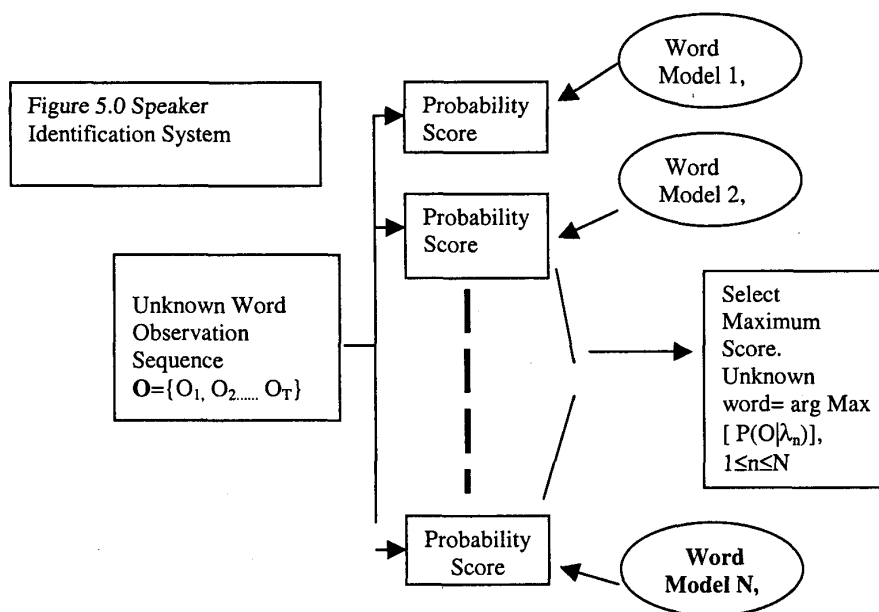 Figure 5.0 Speaker
Identification System
Probability
Score
Word
Model 1,
Probability
Score
Word
Model 2,
Unknown Word
Observation
Sequence
O={O₁, O₂...... O_T}
Select
Maximum
Score.
Unknown
word= arg Max
[ P(O|λₙ)],
1≤n≤N
Probability
Score
Word
Model N,